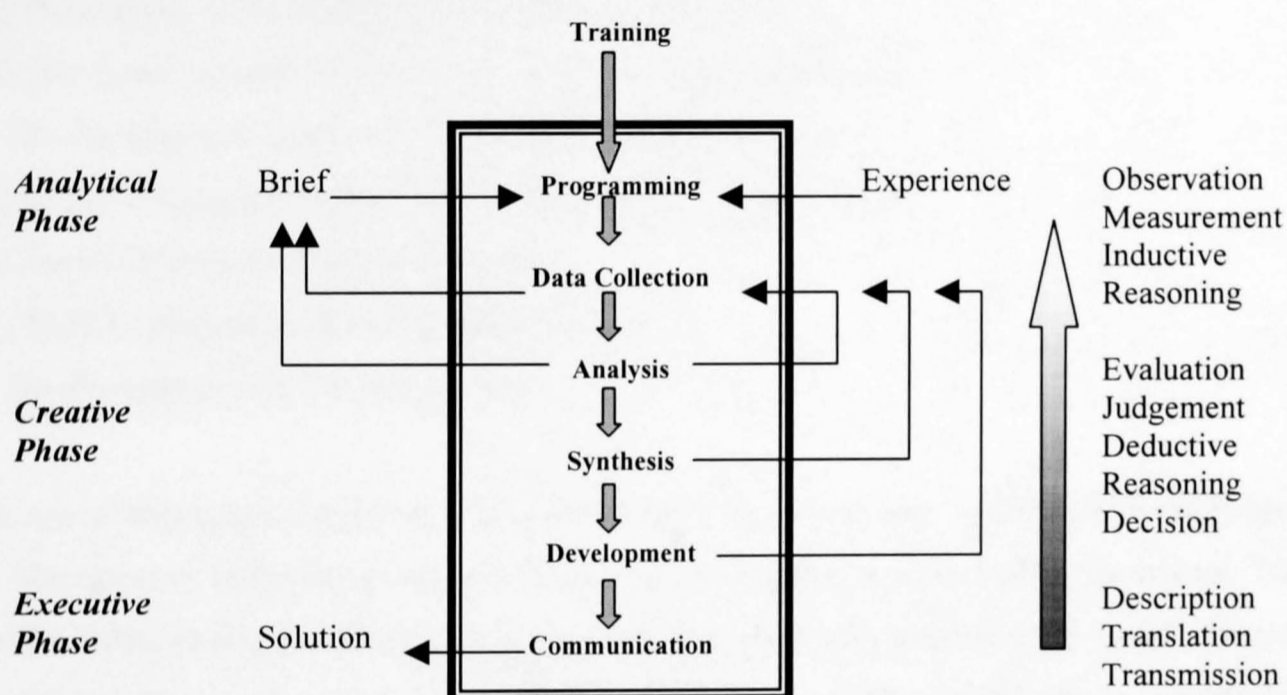 Training
Analytical
Phase
Brief
Programming
Experience
Observation
Measurement
Inductive
Reasoning
Data Collection
Analysis
Evaluation
Judgement
Deductive
Reasoning
Decision
Creative
Phase
Synthesis
Development
Executive
Phase
Solution
Communication
Description
Translation
Transmission